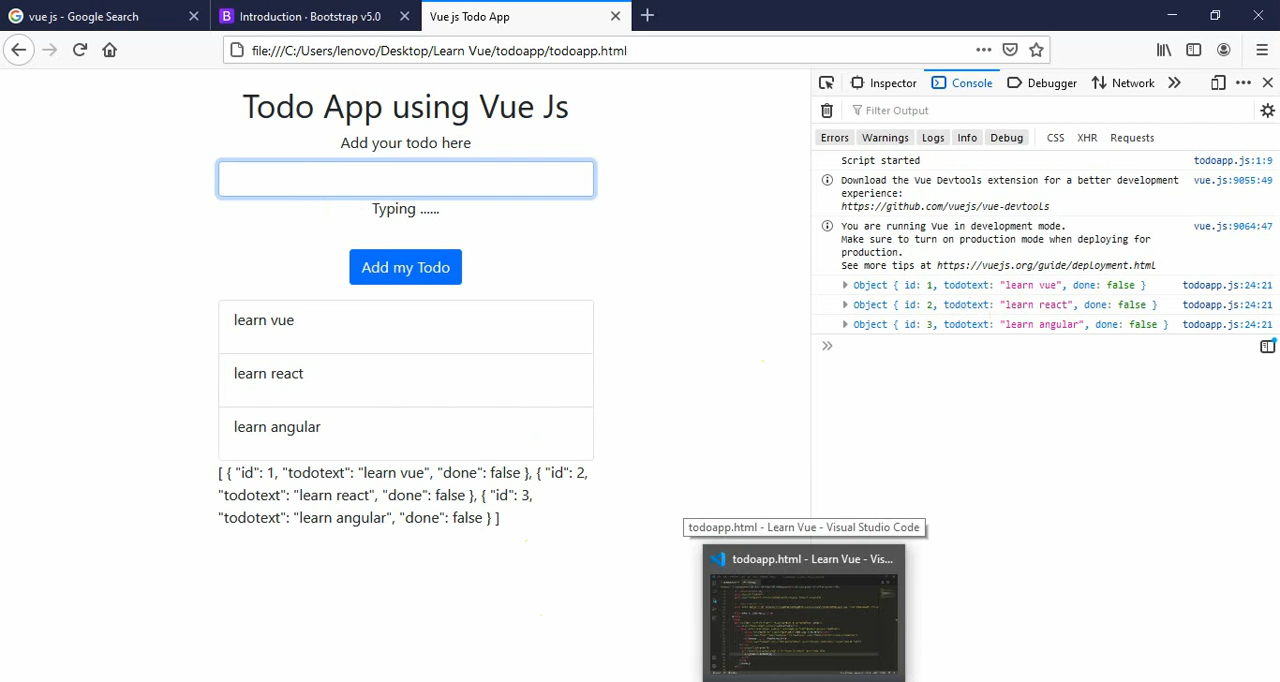 vue js - Google Search
Introduction · Bootstrap v5.0
Vue js Todo App
file:///C:/Users/lenovo/Desktop/Learn Vue/todoapp/todoapp.html
Todo App using Vue Js
Add your todo here
Typing ......
Add my Todo
learn vue
learn react
learn angular
[ { "id": 1, "todotext": "learn vue", "done": false }, { "id": 2,
"todotext": "learn react", "done": false }, { "id": 3,
"todotext": "learn angular", "done": false } ]
Inspector Console Debugger Network
Filter Output
Errors Warnings Logs Info Debug CSS XHR Requests
Script started todoapp.js:1:9
Download the Vue Devtools extension for a better development vue.js:9055:49
experience:
https://github.com/vuejs/vue-devtools
You are running Vue in development mode. vue.js:9064:47
Make sure to turn on production mode when deploying for
production.
See more tips at https://vuejs.org/guide/deployment.html
Object { id: 1, todotext: "learn vue", done: false } todoapp.js:24:21
Object { id: 2, todotext: "learn react", done: false } todoapp.js:24:21
Object { id: 3, todotext: "learn angular", done: false } todoapp.js:24:21
todoapp.html - Learn Vue - Visual Studio Code
todoapp.html - Learn Vue - Vis...